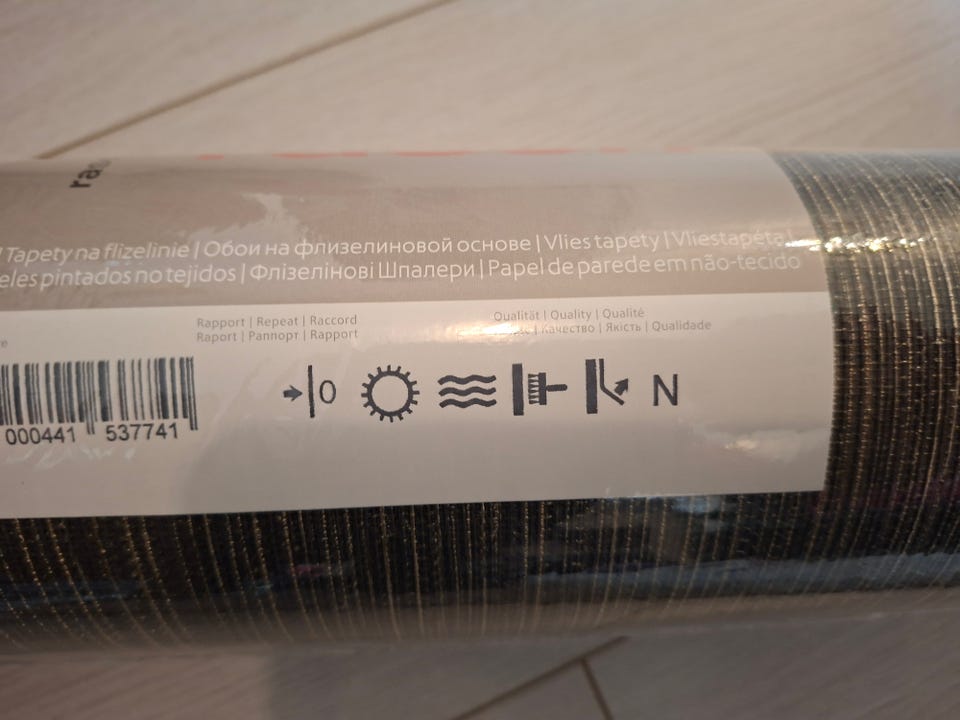 Tapety na flizelinie | Обои на флизелиновой основе | Vlies tapety | Vliestapéta
eles pintados no tejidos | Флізелінові Шпалери | Papel de parede em não-tecido
Rapport | Repeat | Raccord
Raport | Раппорт | Rapport
Qualität | Quality | Qualité
Качество | Якість | Qualidade
0
N
000441 537741